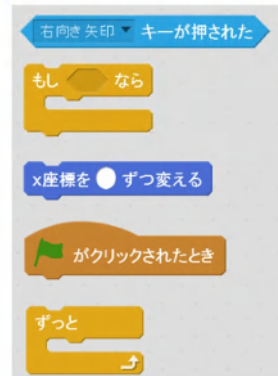 右向き矢印 キーが押された
もし なら
x座標を ずつ変える
がクリックされたとき
ずっと